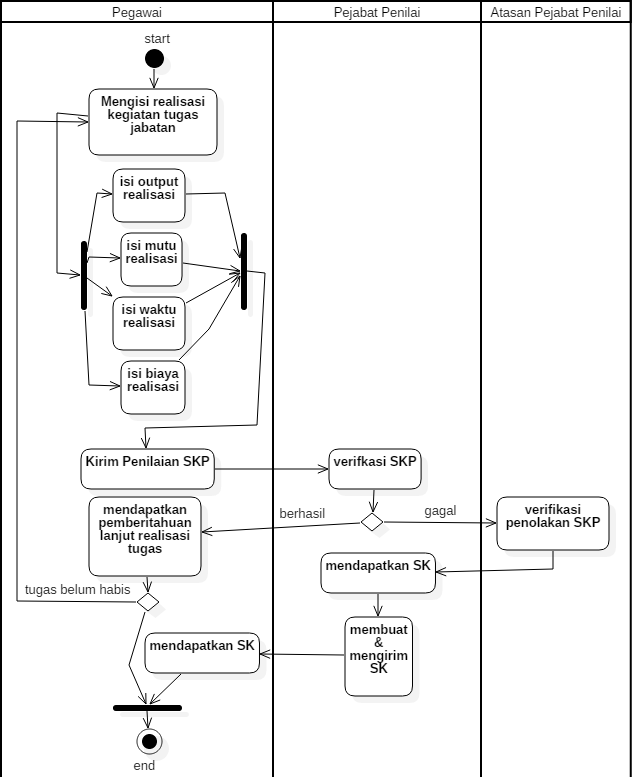 Pegawai
Pejabat Penilai
Atasan Pejabat Penilai
start
Mengisi realisasi
kegiatan tugas
jabatan
isi output
realisasi
isi mutu
realisasi
isi waktu
realisasi
isi biaya
realisasi
Kirim Penilaian SKP
verifkasi SKP
mendapatkan
pemberitahuan
lanjut realisasi
tugas
berhasil
gagal
verifikasi
penolakan SKP
mendapatkan SK
tugas belum habis
membuat
&
mengirim
SK
mendapatkan SK
end